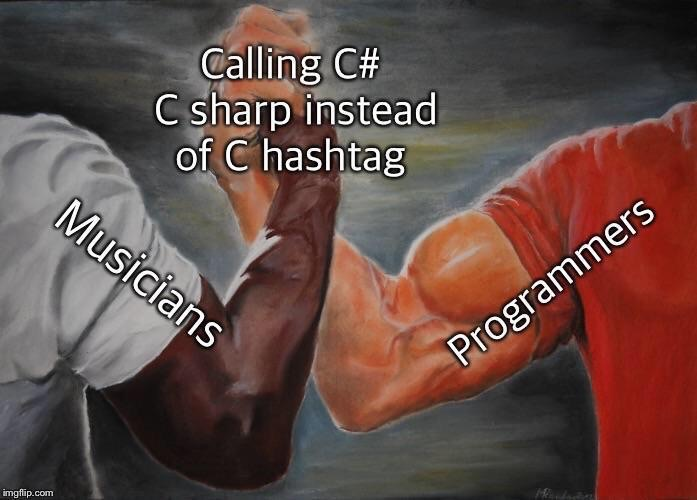 Calling C#
C sharp instead
of C hashtag
Musicians
Programmers
imgflip.com